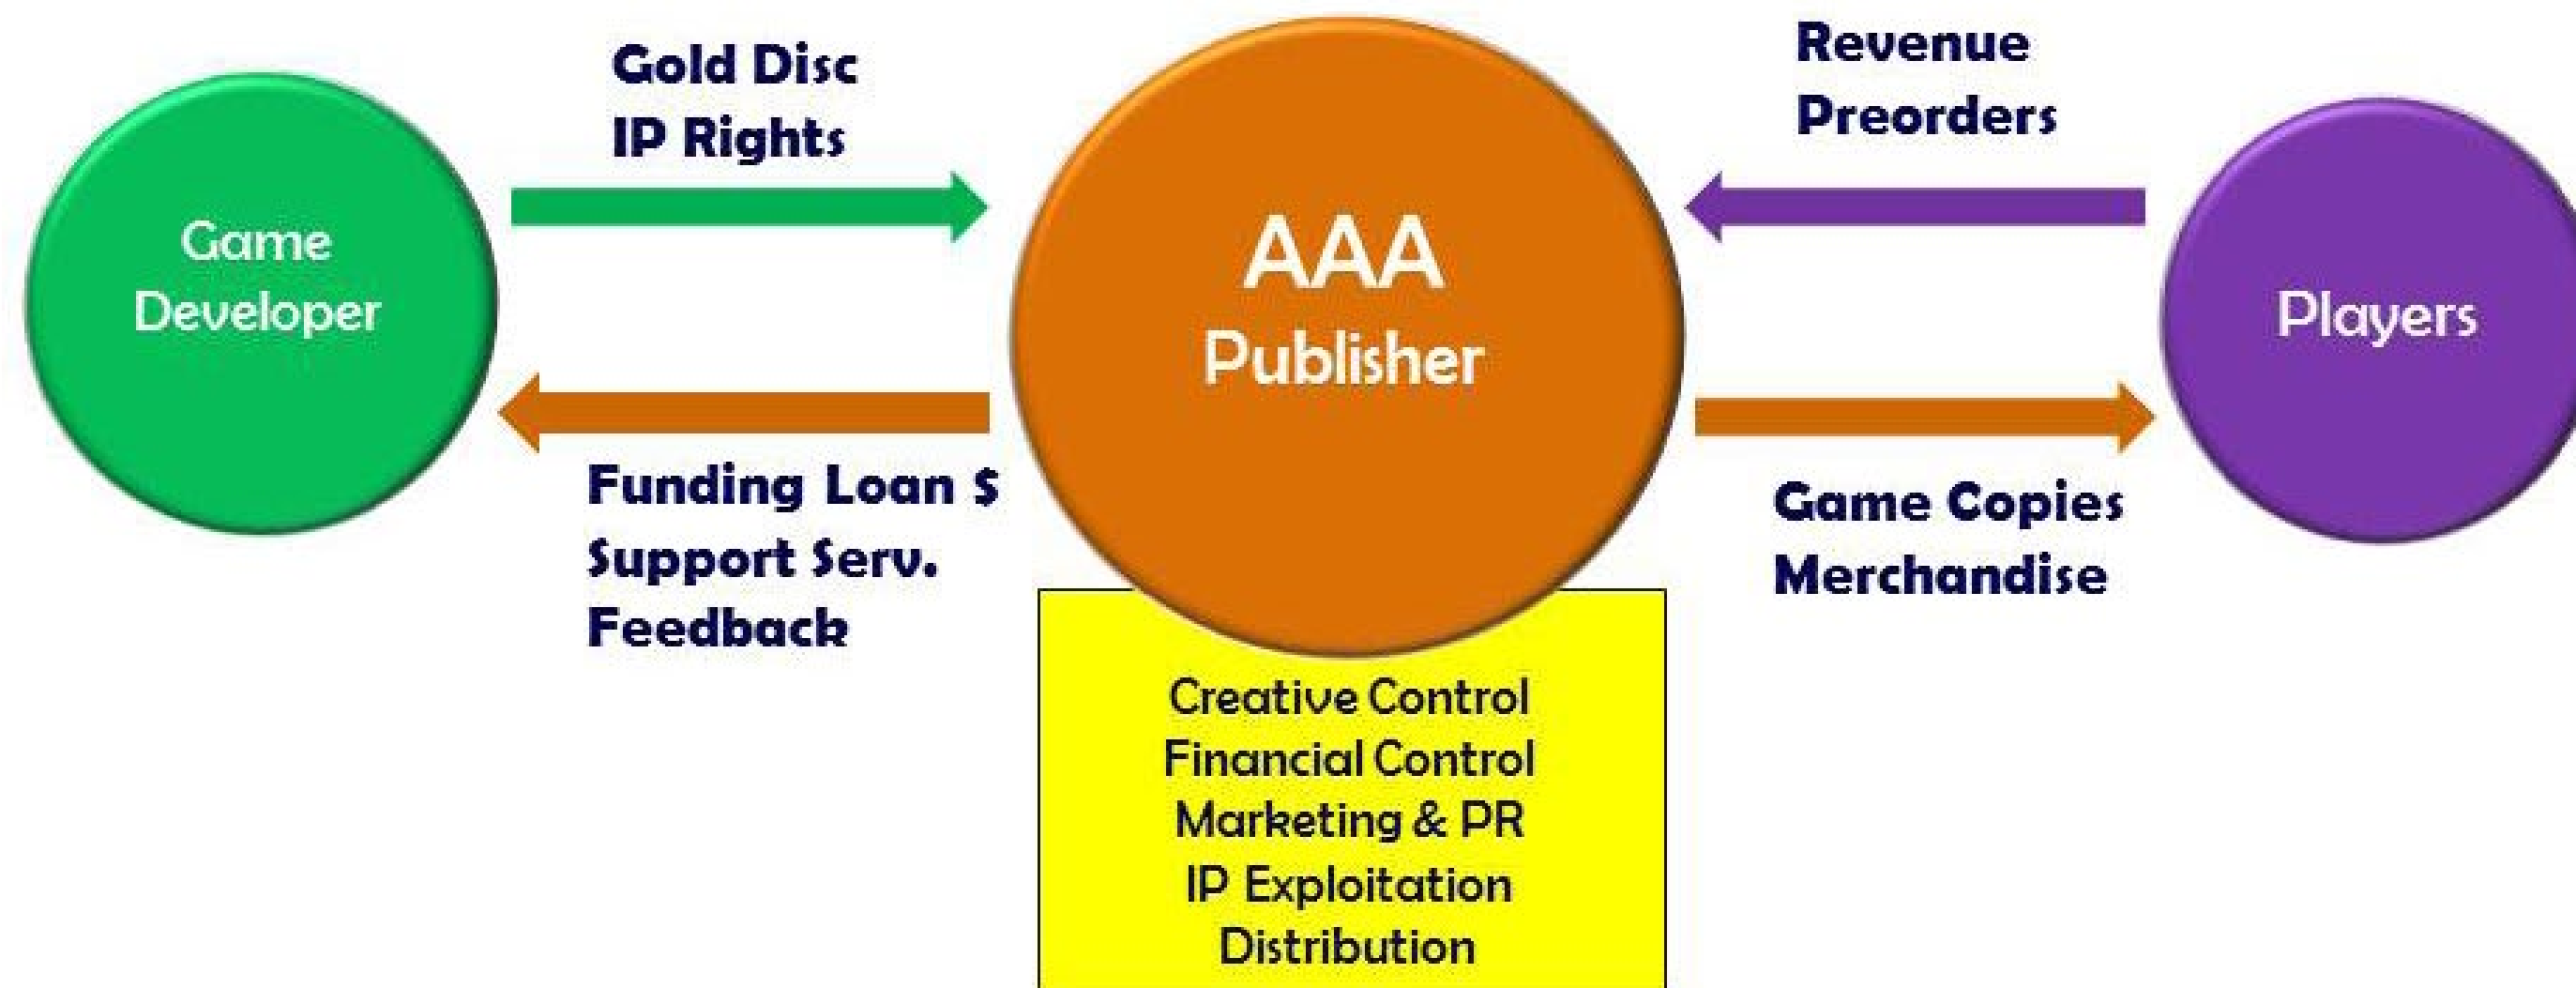 Gold Disc
IP Rights
Revenue
Preorders
Game
Developer
AAA
Publisher
Players
Funding Loan $
Support Serv.
Feedback
Game Copies
Merchandise
Creative Control
Financial Control
Marketing & PR
IP Exploitation
Distribution